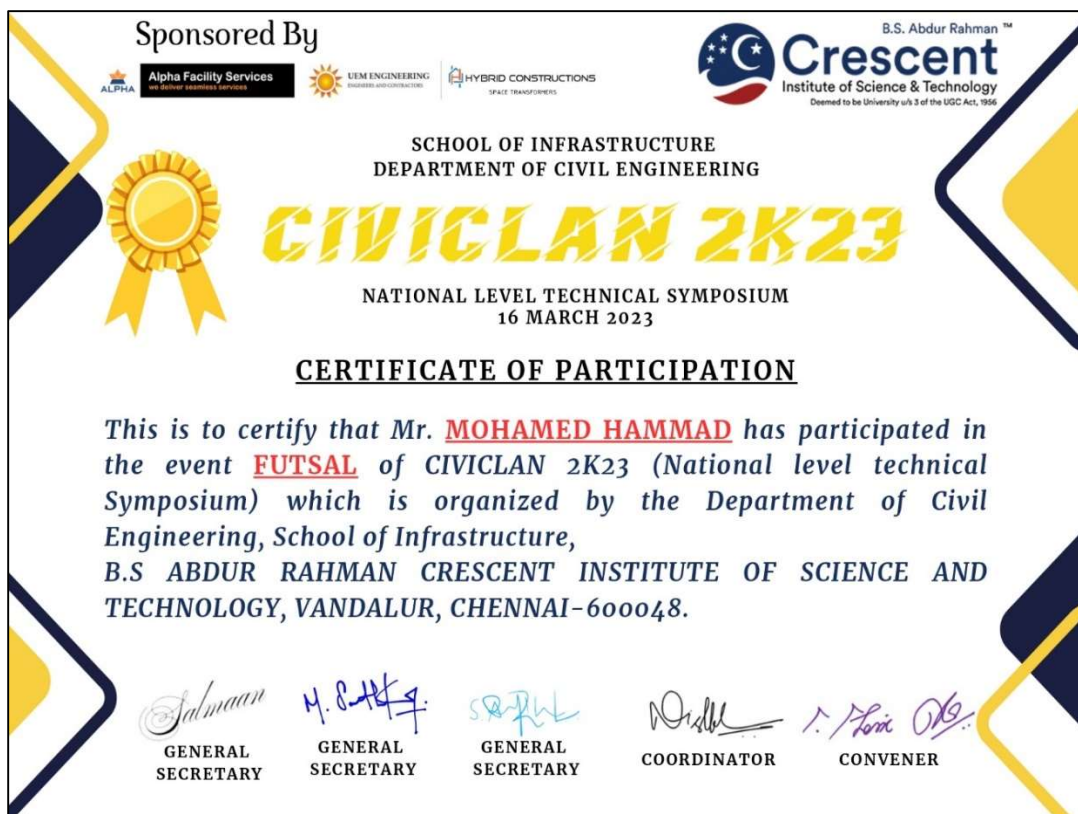 Sponsored By
ALPHA
Alpha Facility Services
we deliver seamless services
UEM ENGINEERING
ENGINEERS AND CONTRACTORS
HYBRID CONSTRUCTIONS
SPACE TRANSFORMERS
B.S. Abdur Rahman ™
Crescent
Institute of Science & Technology
Deemed to be University u/s 3 of the UGC Act, 1956
SCHOOL OF INFRASTRUCTURE
DEPARTMENT OF CIVIL ENGINEERING
CIVICLAN 2K23
NATIONAL LEVEL TECHNICAL SYMPOSIUM
16 MARCH 2023
CERTIFICATE OF PARTICIPATION
This is to certify that Mr. MOHAMED HAMMAD has participated in
the event FUTSAL of CIVICLAN 2K23 (National level technical
Symposium) which is organized by the Department of Civil
Engineering, School of Infrastructure,
B.S ABDUR RAHMAN CRESCENT INSTITUTE OF SCIENCE AND
TECHNOLOGY, VANDALUR, CHENNAI-600048.
Salmaan
GENERAL
SECRETARY
GENERAL
SECRETARY
GENERAL
SECRETARY
COORDINATOR
CONVENER